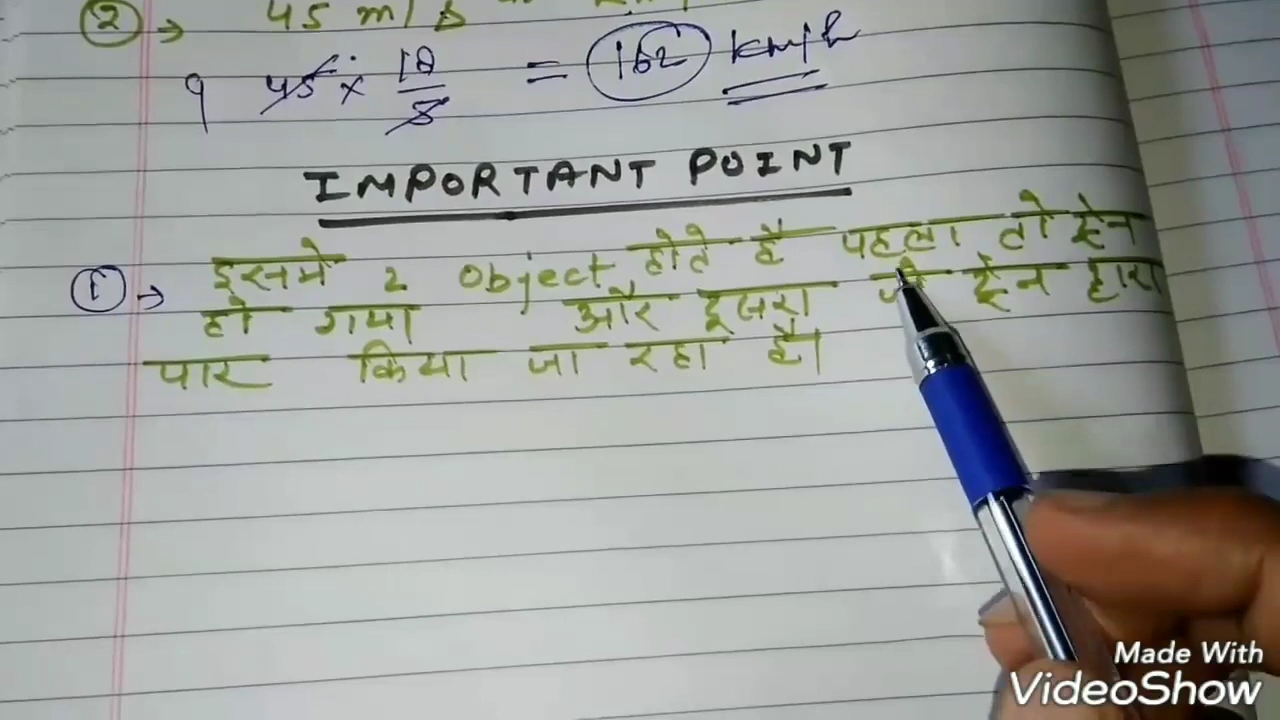 ② → 45 m/s
9 45 × 18/5 = 162 km/h
IMPORTANT POINT
① → इसमे 2 object होते है पहला तो ट्रेन
हो गया और दूसरा जो ट्रेन द्वारा
पार किया जा रहा है।
Made With
VideoShow